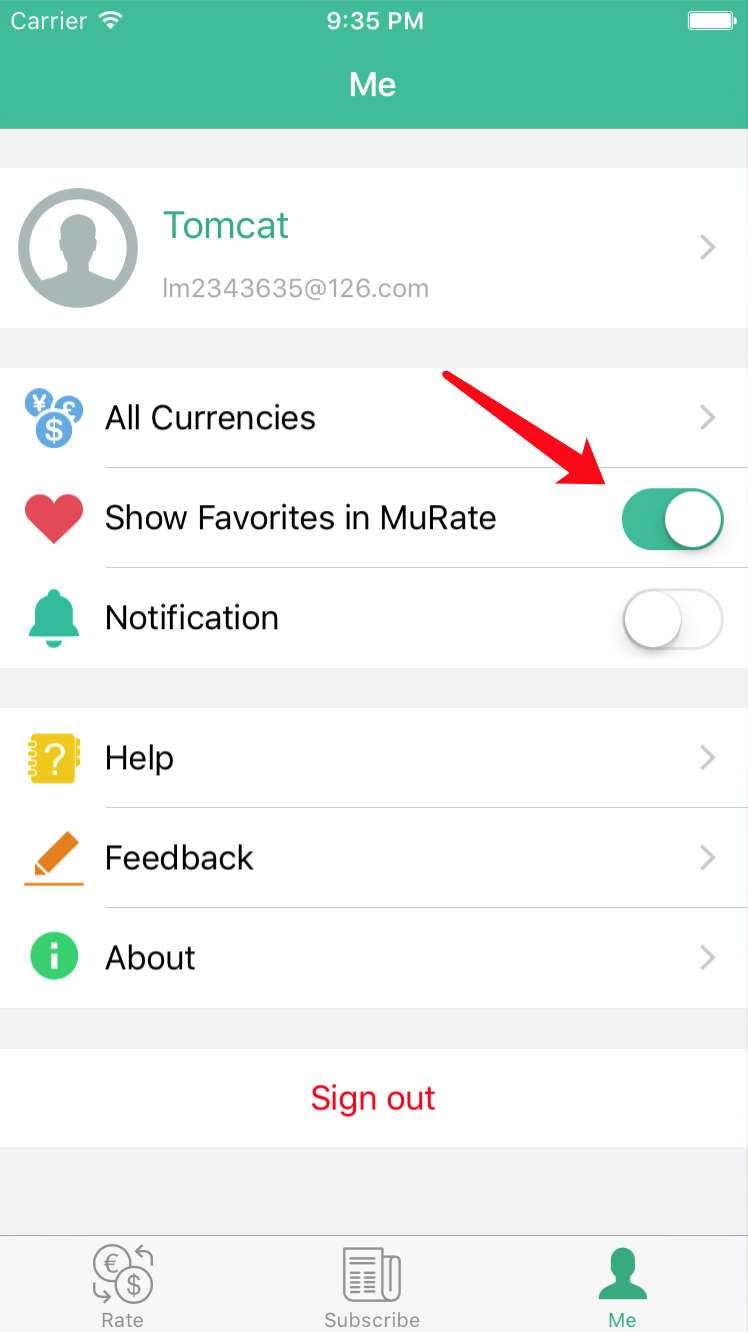 Carrier 9:35 PM
Me
Tomcat
lm2343635@126.com
All Currencies
Show Favorites in MuRate
Notification
Help
Feedback
About
Sign out
Rate Subscribe Me